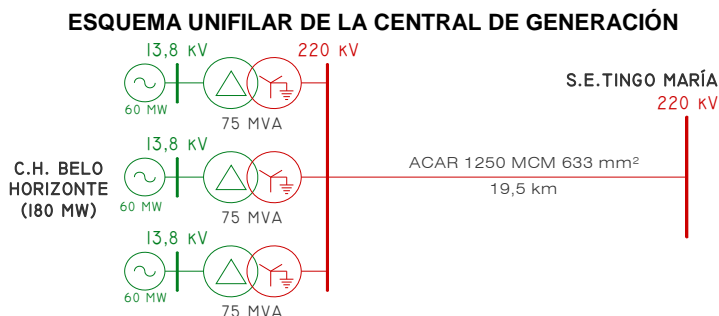 ESQUEMA UNIFILAR DE LA CENTRAL DE GENERACIÓN
13,8 KV
220 KV
60 MW
75 MVA
S.E.TINGO MARÍA
220 KV
13,8 KV
C.H. BELO
HORIZONTE
(180 MW)
60 MW
75 MVA
ACAR 1250 MCM 633 mm²
19,5 km
13,8 KV
60 MW
75 MVA